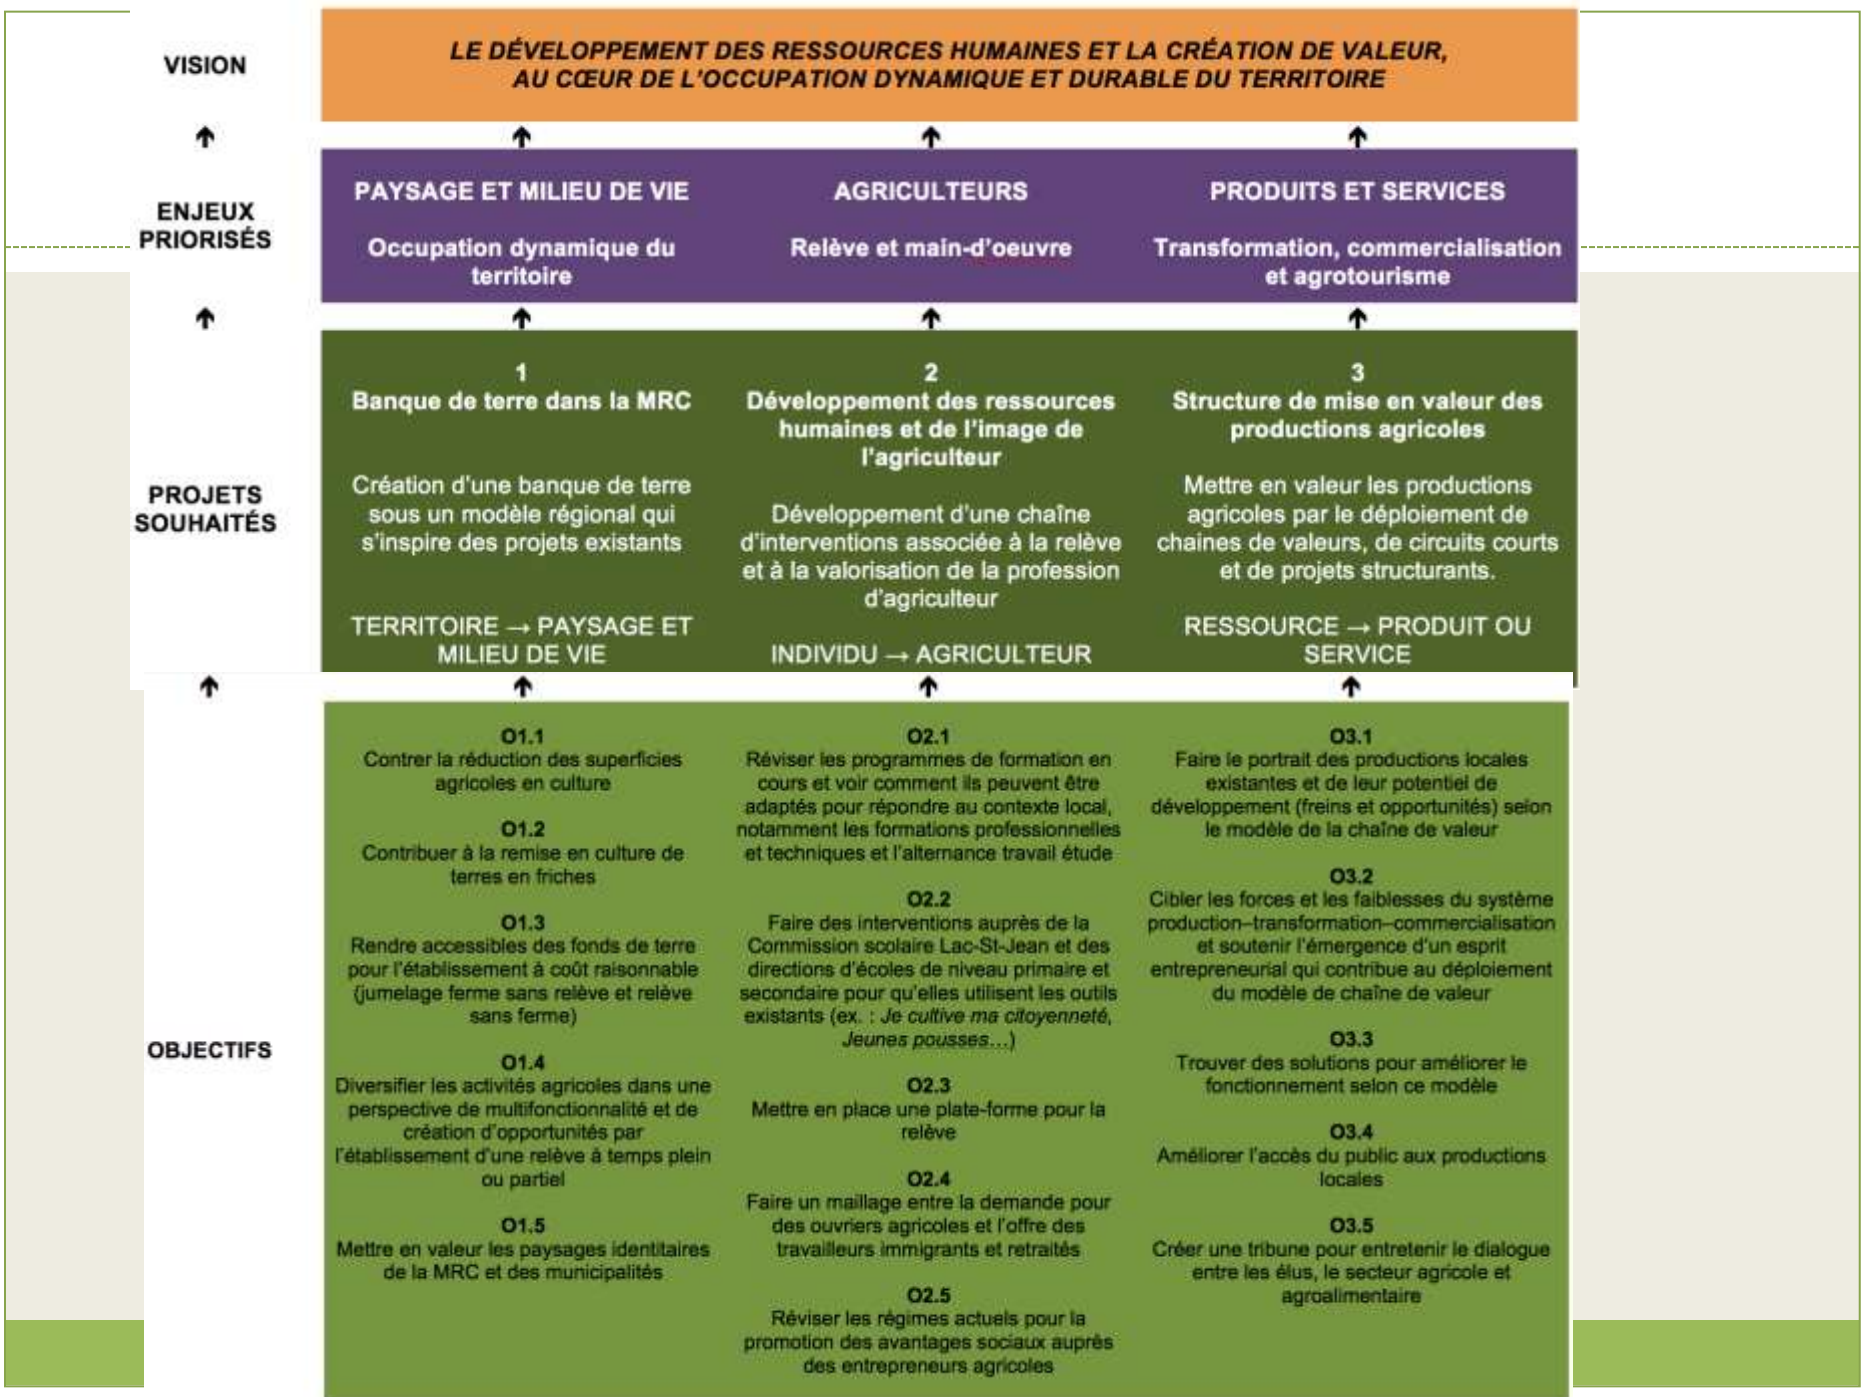 VISION
LE DÉVELOPPEMENT DES RESSOURCES HUMAINES ET LA CRÉATION DE VALEUR,
AU CŒUR DE L'OCCUPATION DYNAMIQUE ET DURABLE DU TERRITOIRE
ENJEUX
PRIORISÉS
PAYSAGE ET MILIEU DE VIE
Occupation dynamique du
territoire
AGRICULTEURS
Relève et main-d'oeuvre
PRODUITS ET SERVICES
Transformation, commercialisation
et agrotourisme
PROJETS
SOUHAITÉS
1
Banque de terre dans la MRC
Création d'une banque de terre
sous un modèle régional qui
s'inspire des projets existants
TERRITOIRE → PAYSAGE ET
MILIEU DE VIE
2
Développement des ressources
humaines et de l'image de
l'agriculteur
Développement d'une chaîne
d'interventions associée à la relève
et à la valorisation de la profession
d'agriculteur
INDIVIDU → AGRICULTEUR
3
Structure de mise en valeur des
productions agricoles
Mettre en valeur les productions
agricoles par le déploiement de
chaines de valeurs, de circuits courts
et de projets structurants.
RESSOURCE → PRODUIT OU
SERVICE
OBJECTIFS
O1.1
Contrer la réduction des superficies
agricoles en culture
O1.2
Contribuer à la remise en culture de
terres en friches
O1.3
Rendre accessibles des fonds de terre
pour l'établissement à coût raisonnable
(jumelage ferme sans relève et relève
sans ferme)
O1.4
Diversifier les activités agricoles dans une
perspective de multifonctionnalité et de
création d'opportunités par
l'établissement d'une relève à temps plein
ou partiel
O1.5
Mettre en valeur les paysages identitaires
de la MRC et des municipalités
O2.1
Réviser les programmes de formation en
cours et voir comment ils peuvent être
adaptés pour répondre au contexte local,
notamment les formations professionnelles
et techniques et l'alternance travail étude
O2.2
Faire des interventions auprès de la
Commission scolaire Lac-St-Jean et des
directions d'écoles de niveau primaire et
secondaire pour qu'elles utilisent les outils
existants (ex. : Je cultive ma citoyenneté,
Jeunes pousses…)
O2.3
Mettre en place une plate-forme pour la
relève
O2.4
Faire un maillage entre la demande pour
des ouvriers agricoles et l'offre des
travailleurs immigrants et retraités
O2.5
Réviser les régimes actuels pour la
promotion des avantages sociaux auprès
des entrepreneurs agricoles
O3.1
Faire le portrait des productions locales
existantes et de leur potentiel de
développement (freins et opportunités) selon
le modèle de la chaîne de valeur
O3.2
Cibler les forces et les faiblesses du système
production–transformation–commercialisation
et soutenir l'émergence d'un esprit
entrepreneurial qui contribue au déploiement
du modèle de chaîne de valeur
O3.3
Trouver des solutions pour améliorer le
fonctionnement selon ce modèle
O3.4
Améliorer l'accès du public aux productions
locales
O3.5
Créer une tribune pour entretenir le dialogue
entre les élus, le secteur agricole et
agroalimentaire